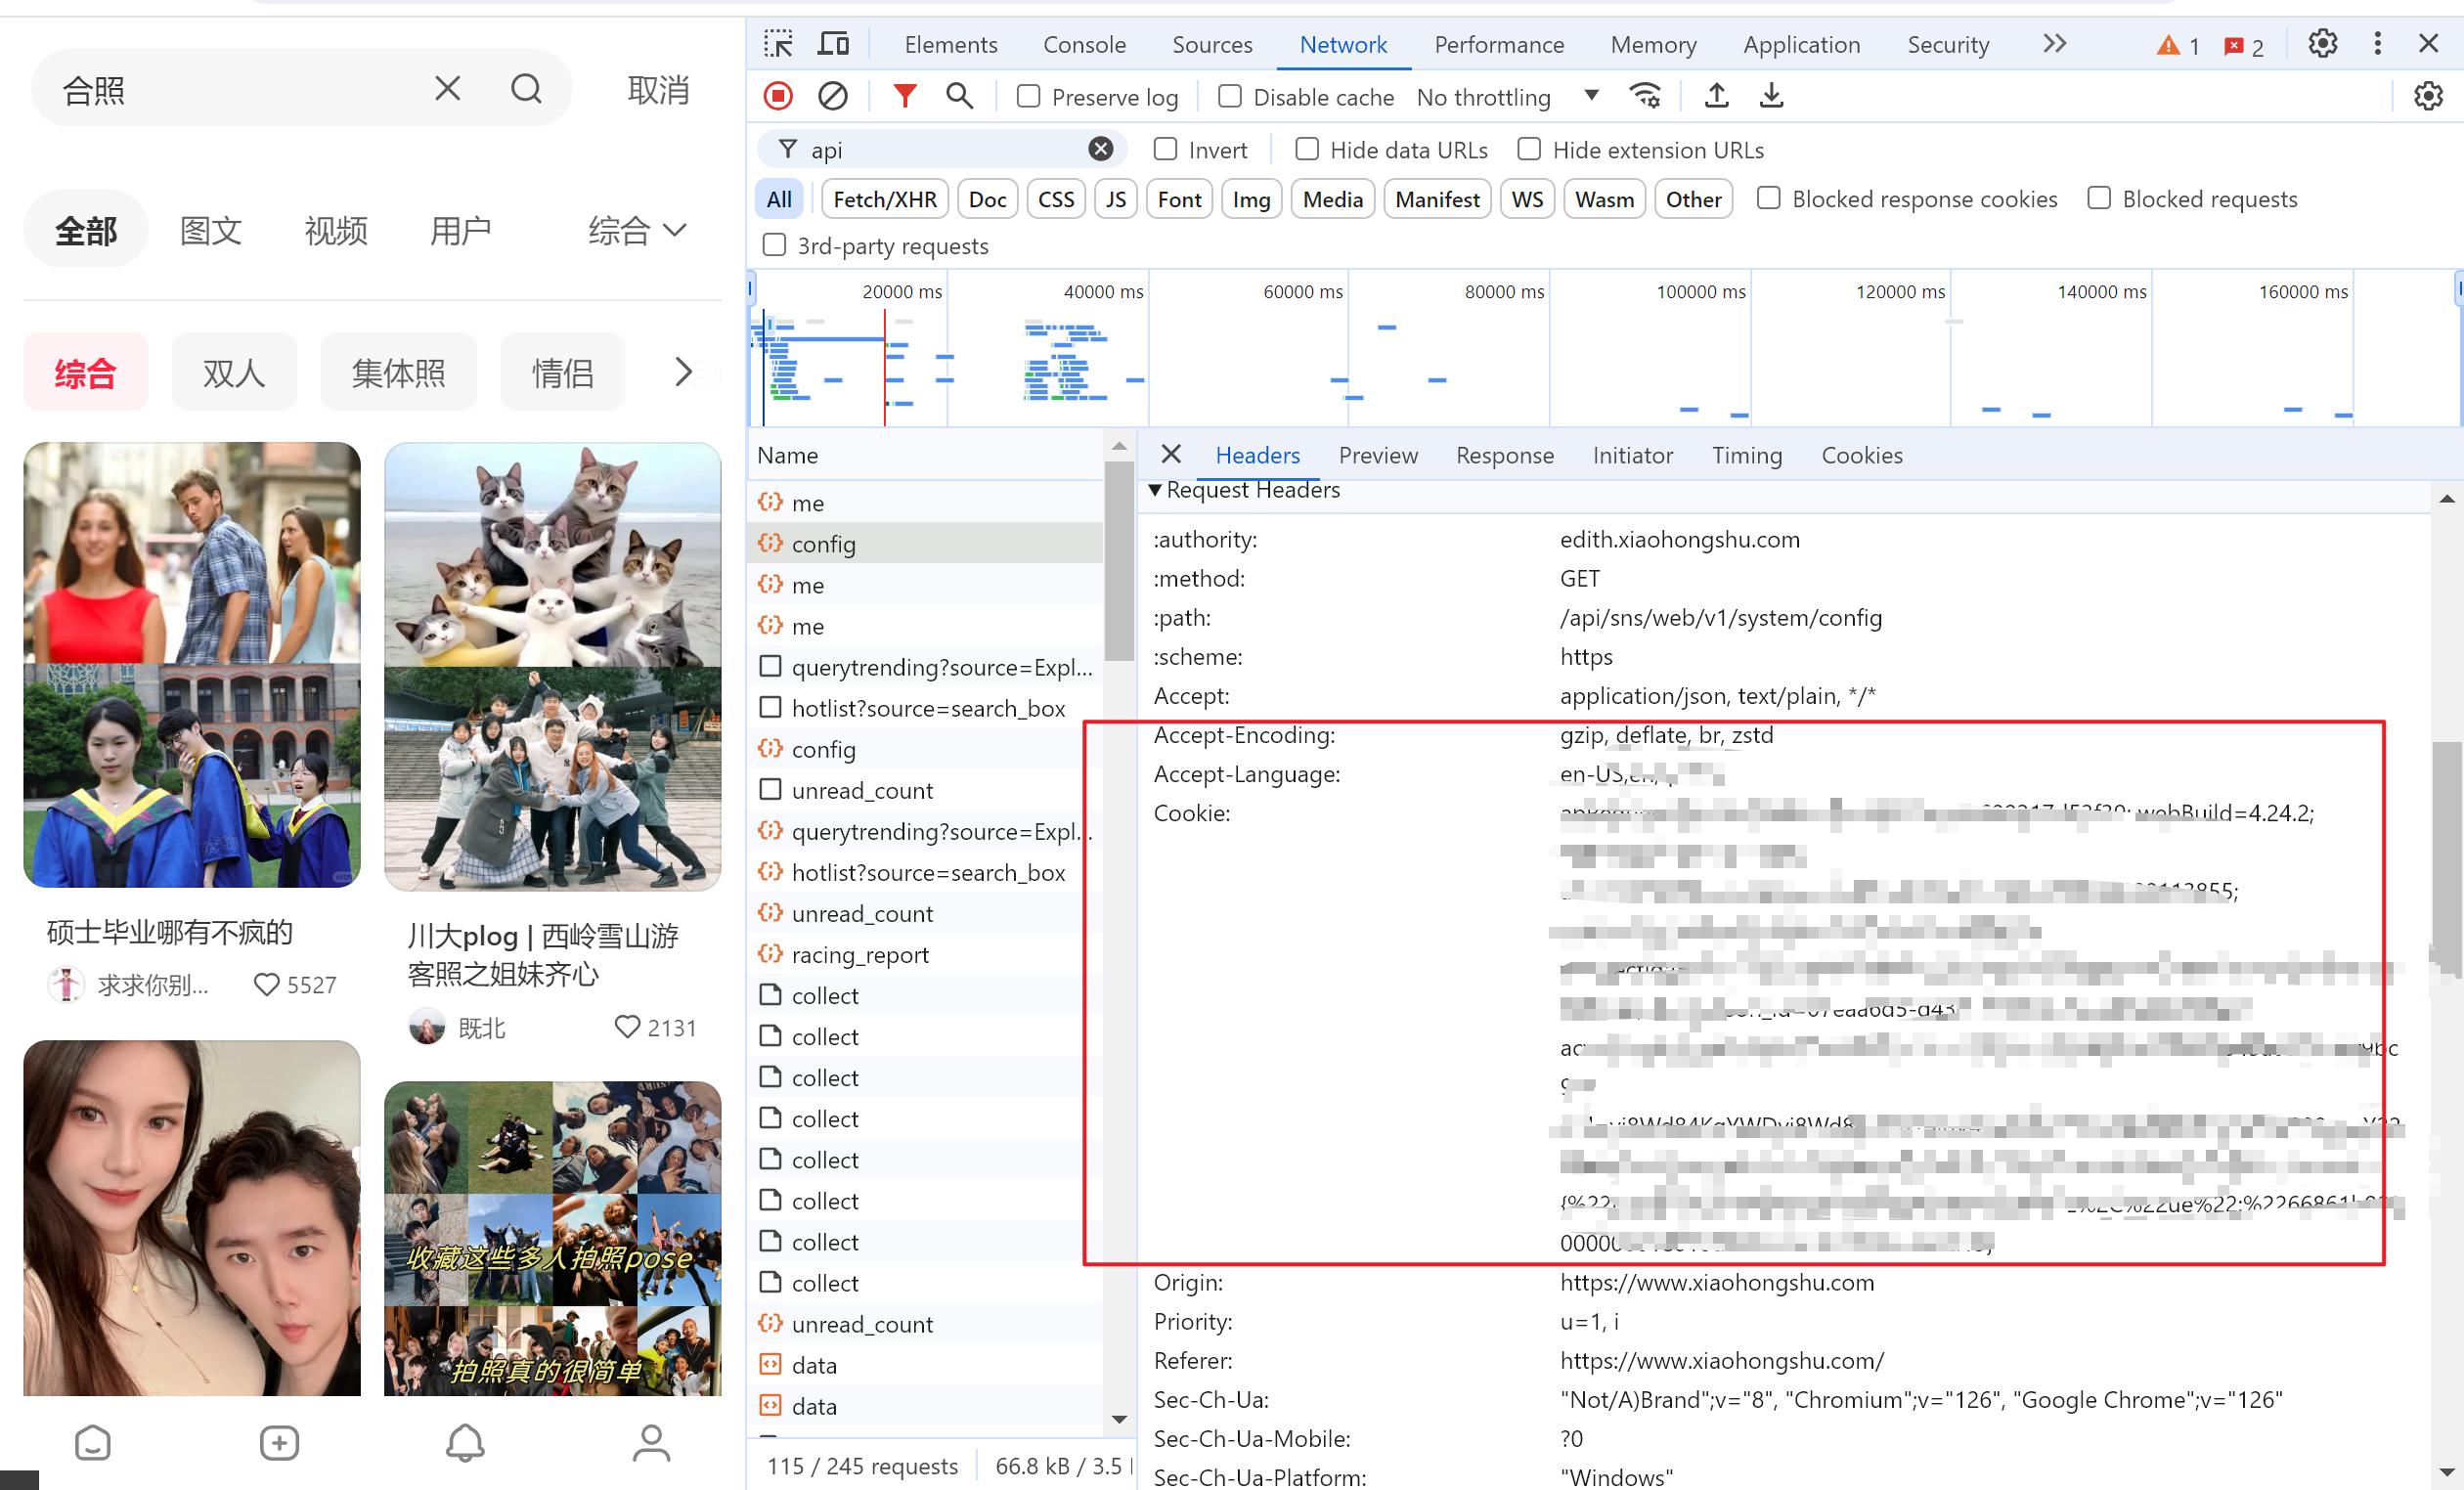 合照
取消
全部 图文 视频 用户 综合
综合 双人 集体照 情侣
硕士毕业哪有不疯的
求求你别... 5527
川大plog | 西岭雪山游
客照之姐妹齐心
既北 2131
收藏这些多人拍照pose
拍照真的很简单
Elements Console Sources Network Performance Memory Application Security 1 2
Preserve log Disable cache No throttling
api Invert Hide data URLs Hide extension URLs
All Fetch/XHR Doc CSS JS Font Img Media Manifest WS Wasm Other Blocked response cookies Blocked requests
3rd-party requests
20000 ms 40000 ms 60000 ms 80000 ms 100000 ms 120000 ms 140000 ms 160000 ms
Name
me
config
me
me
querytrending?source=Expl...
hotlist?source=search_box
config
unread_count
querytrending?source=Expl...
hotlist?source=search_box
unread_count
racing_report
collect
collect
collect
collect
collect
collect
collect
collect
unread_count
data
data
115 / 245 requests 66.8 kB / 3.5
Headers Preview Response Initiator Timing Cookies
Request Headers
:authority: edith.xiaohongshu.com
:method: GET
:path: /api/sns/web/v1/system/config
:scheme: https
Accept: application/json, text/plain, */*
Accept-Encoding: gzip, deflate, br, zstd
Accept-Language: en-US,en
Cookie: webBuild=4.24.2;
Origin: https://www.xiaohongshu.com
Priority: u=1, i
Referer: https://www.xiaohongshu.com/
Sec-Ch-Ua: "Not/A)Brand";v="8", "Chromium";v="126", "Google Chrome";v="126"
Sec-Ch-Ua-Mobile: ?0
Sec-Ch-Ua-Platform: "Windows"